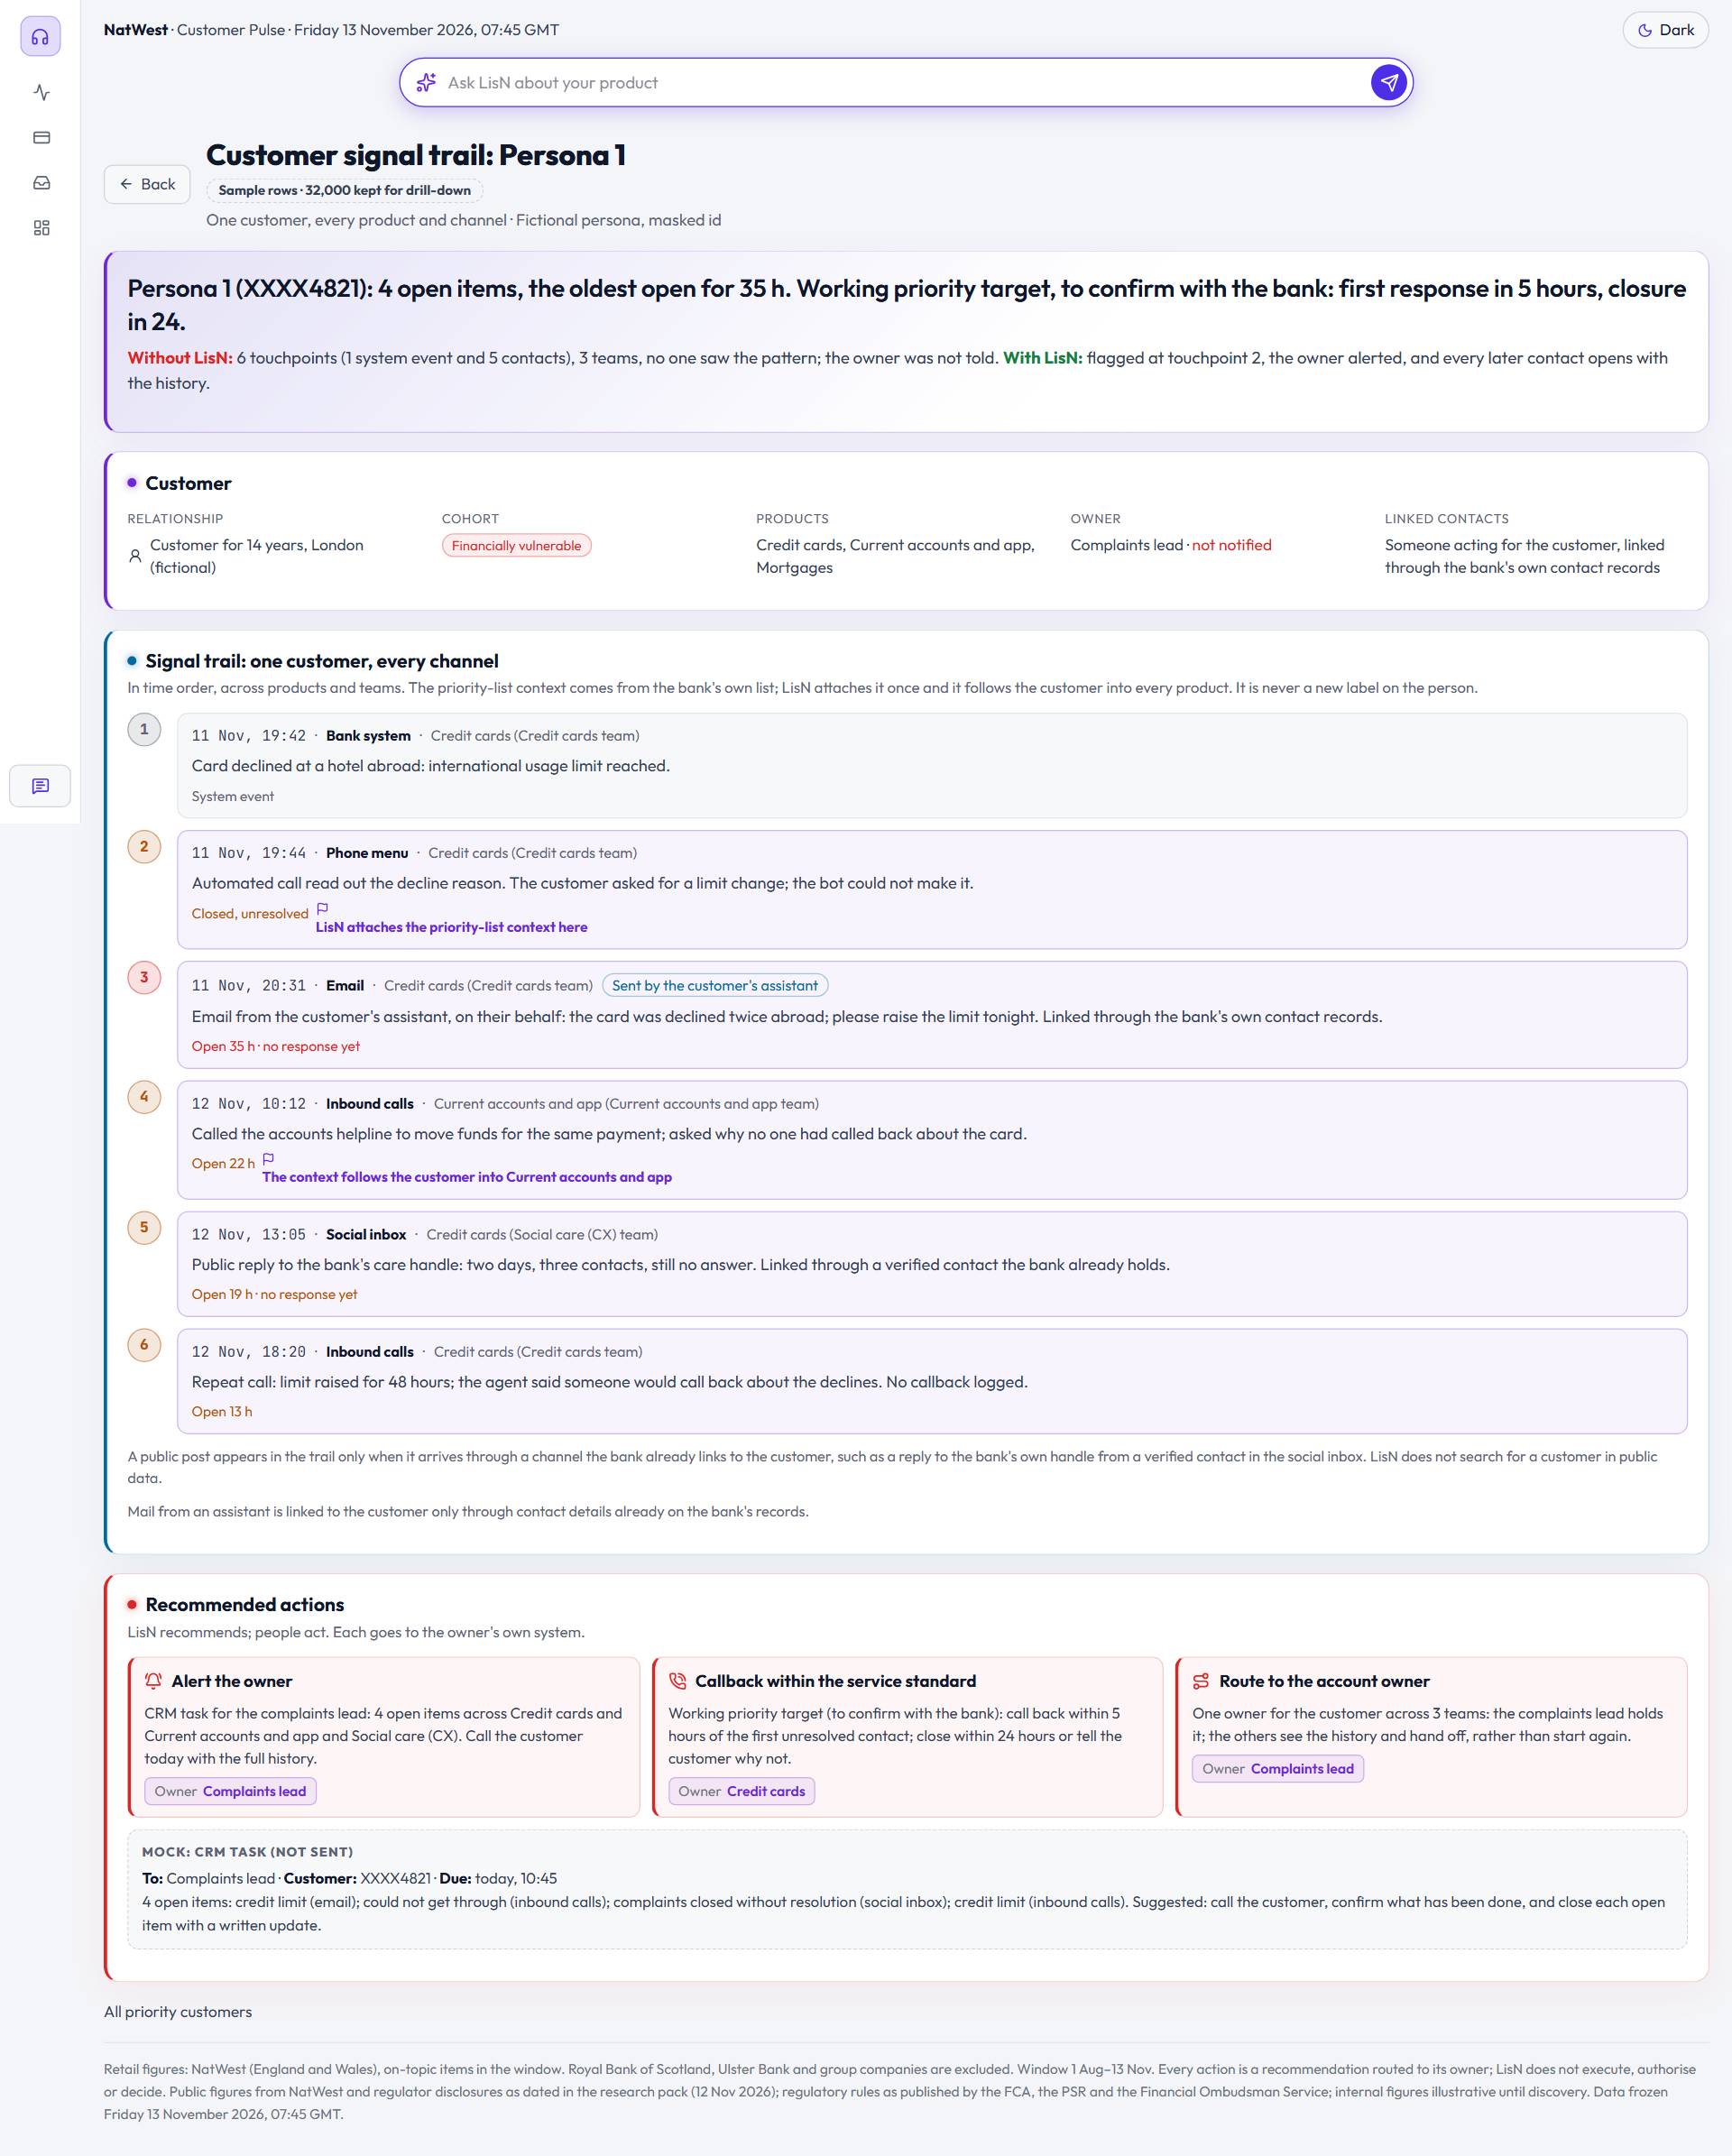 NatWest · Customer Pulse · Friday 13 November 2026, 07:45 GMT
Dark
Ask LisN about your product
Back
Customer signal trail: Persona 1
Sample rows · 32,000 kept for drill-down
One customer, every product and channel · Fictional persona, masked id
Persona 1 (XXXX4821): 4 open items, the oldest open for 35 h. Working priority target, to confirm with the bank: first response in 5 hours, closure
in 24.
Without LisN: 6 touchpoints (1 system event and 5 contacts), 3 teams, no one saw the pattern; the owner was not told. With LisN: flagged at touchpoint 2, the owner alerted, and every later contact opens with
the history.
Customer
RELATIONSHIP
Customer for 14 years, London
(fictional)
COHORT
Financially vulnerable
PRODUCTS
Credit cards, Current accounts and app,
Mortgages
OWNER
Complaints lead · not notified
LINKED CONTACTS
Someone acting for the customer, linked
through the bank's own contact records
Signal trail: one customer, every channel
In time order, across products and teams. The priority-list context comes from the bank's own list; LisN attaches it once and it follows the customer into every product. It is never a new label on the person.
1
11 Nov, 19:42 · Bank system · Credit cards (Credit cards team)
Card declined at a hotel abroad: international usage limit reached.
System event
2
11 Nov, 19:44 · Phone menu · Credit cards (Credit cards team)
Automated call read out the decline reason. The customer asked for a limit change; the bot could not make it.
Closed, unresolved
LisN attaches the priority-list context here
3
11 Nov, 20:31 · Email · Credit cards (Credit cards team) Sent by the customer's assistant
Email from the customer's assistant, on their behalf: the card was declined twice abroad; please raise the limit tonight. Linked through the bank's own contact records.
Open 35 h · no response yet
4
12 Nov, 10:12 · Inbound calls · Current accounts and app (Current accounts and app team)
Called the accounts helpline to move funds for the same payment; asked why no one had called back about the card.
Open 22 h
The context follows the customer into Current accounts and app
5
12 Nov, 13:05 · Social inbox · Credit cards (Social care (CX) team)
Public reply to the bank's care handle: two days, three contacts, still no answer. Linked through a verified contact the bank already holds.
Open 19 h · no response yet
6
12 Nov, 18:20 · Inbound calls · Credit cards (Credit cards team)
Repeat call: limit raised for 48 hours; the agent said someone would call back about the declines. No callback logged.
Open 13 h
A public post appears in the trail only when it arrives through a channel the bank already links to the customer, such as a reply to the bank's own handle from a verified contact in the social inbox. LisN does not search for a customer in public
data.
Mail from an assistant is linked to the customer only through contact details already on the bank's records.
Recommended actions
LisN recommends; people act. Each goes to the owner's own system.
Alert the owner
CRM task for the complaints lead: 4 open items across Credit cards and
Current accounts and app and Social care (CX). Call the customer
today with the full history.
Owner Complaints lead
Callback within the service standard
Working priority target (to confirm with the bank): call back within 5
hours of the first unresolved contact; close within 24 hours or tell the
customer why not.
Owner Credit cards
Route to the account owner
One owner for the customer across 3 teams: the complaints lead holds
it; the others see the history and hand off, rather than start again.
Owner Complaints lead
MOCK: CRM TASK (NOT SENT)
To: Complaints lead · Customer: XXXX4821 · Due: today, 10:45
4 open items: credit limit (email); could not get through (inbound calls); complaints closed without resolution (social inbox); credit limit (inbound calls). Suggested: call the customer, confirm what has been done, and close each open
item with a written update.
All priority customers
Retail figures: NatWest (England and Wales), on-topic items in the window. Royal Bank of Scotland, Ulster Bank and group companies are excluded. Window 1 Aug–13 Nov. Every action is a recommendation routed to its owner; LisN does not execute, authorise
or decide. Public figures from NatWest and regulator disclosures as dated in the research pack (12 Nov 2026); regulatory rules as published by the FCA, the PSR and the Financial Ombudsman Service; internal figures illustrative until discovery. Data frozen
Friday 13 November 2026, 07:45 GMT.